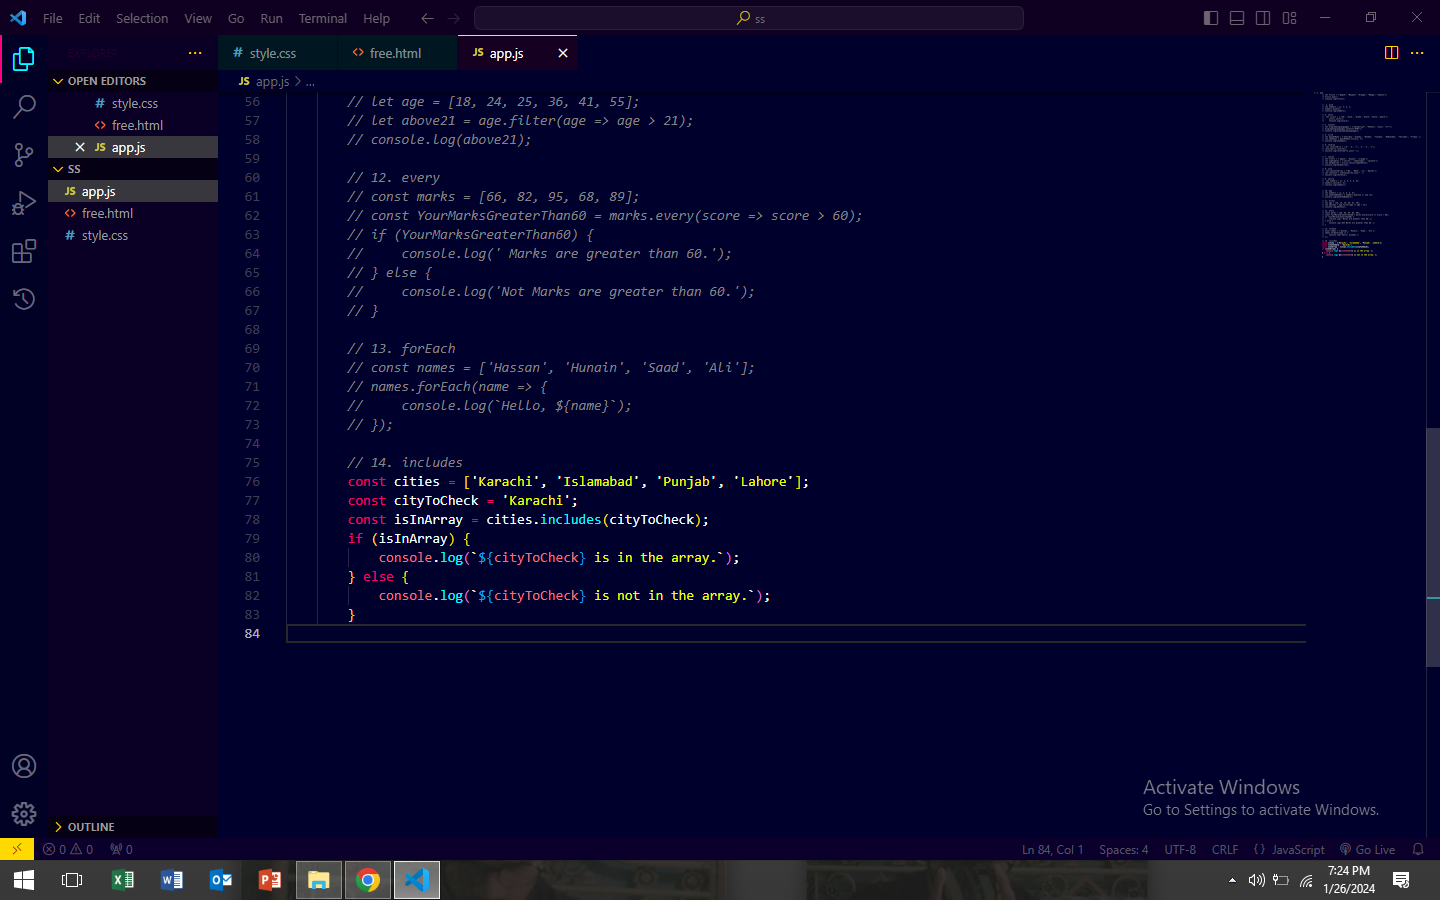 File Edit Selection View Go Run Terminal Help
ss
EXPLORER
style.css free.html JS app.js
OPEN EDITORS
style.css
free.html
JS app.js
SS
JS app.js
free.html
style.css
OUTLINE
JS app.js > ...
56 // let age = [18, 24, 25, 36, 41, 55];
57 // let above21 = age.filter(age => age > 21);
58 // console.log(above21);
59
60 // 12. every
61 // const marks = [66, 82, 95, 68, 89];
62 // const YourMarksGreaterThan60 = marks.every(score => score > 60);
63 // if (YourMarksGreaterThan60) {
64 //     console.log(' Marks are greater than 60.');
65 // } else {
66 //     console.log('Not Marks are greater than 60.');
67 // }
68
69 // 13. forEach
70 // const names = ['Hassan', 'Hunain', 'Saad', 'Ali'];
71 // names.forEach(name => {
72 //     console.log(`Hello, ${name}`);
73 // });
74
75 // 14. includes
76 const cities = ['Karachi', 'Islamabad', 'Punjab', 'Lahore'];
77 const cityToCheck = 'Karachi';
78 const isInArray = cities.includes(cityToCheck);
79 if (isInArray) {
80     console.log(`${cityToCheck} is in the array.`);
81 } else {
82     console.log(`${cityToCheck} is not in the array.`);
83 }
84
Activate Windows
Go to Settings to activate Windows.
0 0 0 Ln 84, Col 1 Spaces: 4 UTF-8 CRLF {} JavaScript Go Live
7:24 PM
1/26/2024